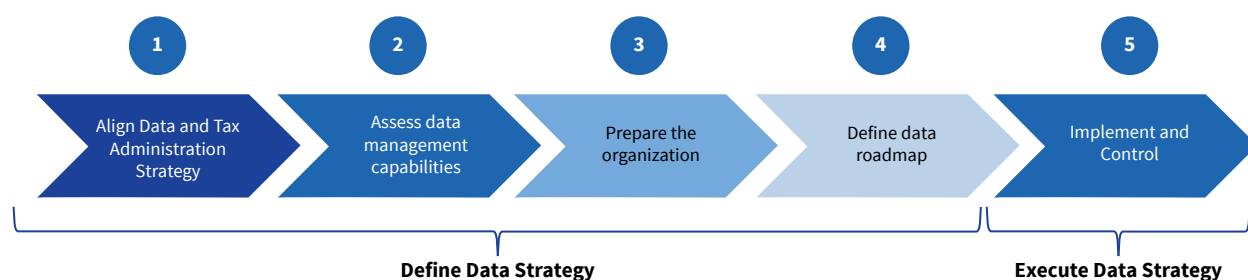 1
2
3
4
5
Align Data and Tax
Administration
Strategy
Assess data
management
capabilities
Prepare the
organization
Define data
roadmap
Implement and
Control
Define Data Strategy
Execute Data Strategy